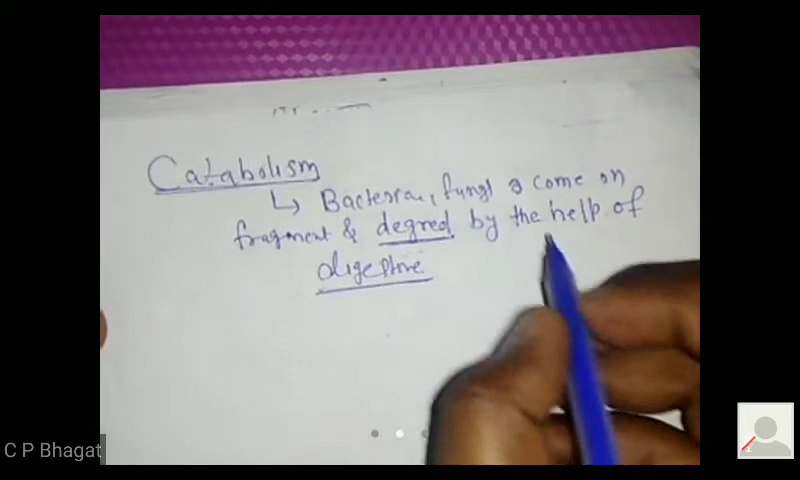 Catabolism
↳ Bacteria, fungi & come on
fragment & degred by the help of
digestive
C P Bhagat